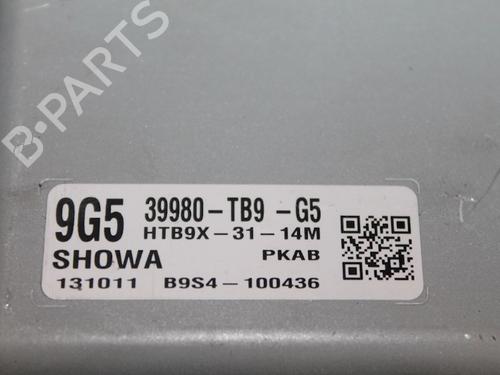 B-PARTS
9G5 39980-TB9 -G5
HTB9X-31-14M
SHOWA PKAB
131011 B9S4-100436